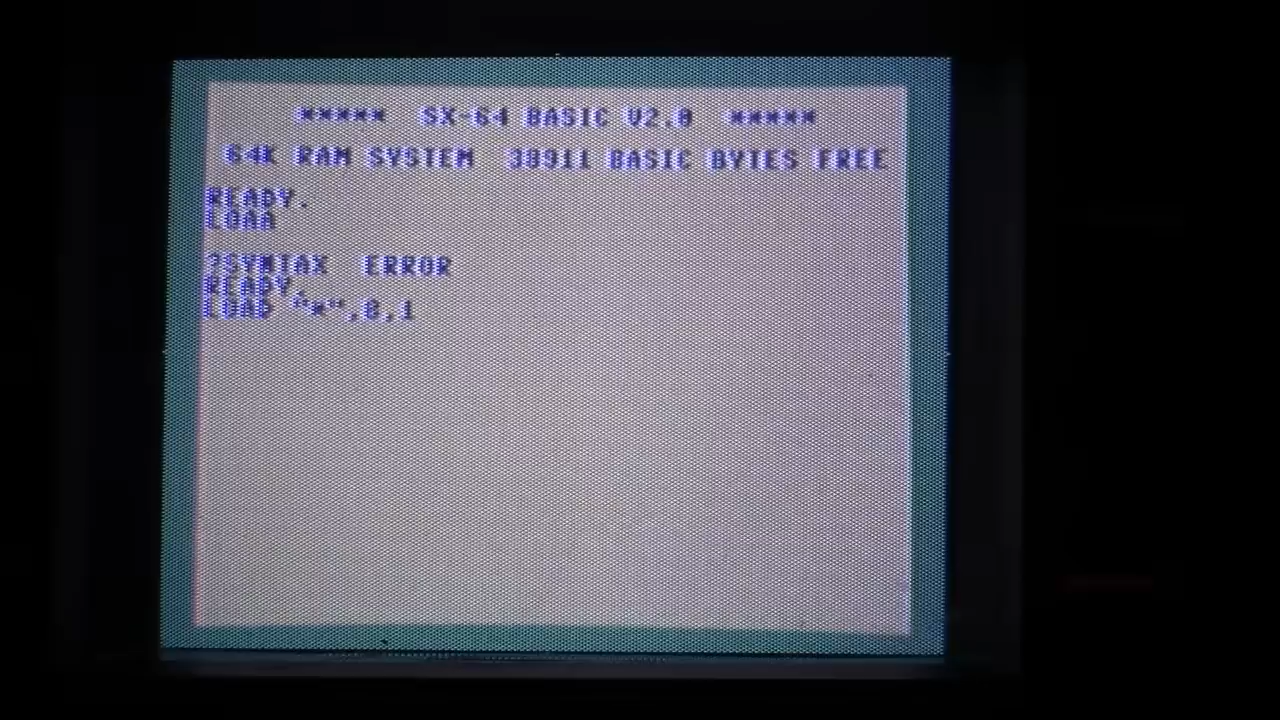 ***** SX-64 BASIC V2.0 *****
64K RAM SYSTEM 38911 BASIC BYTES FREE
READY.
LOAA
?SYNTAX ERROR
READY.
LOAD "*",8,1